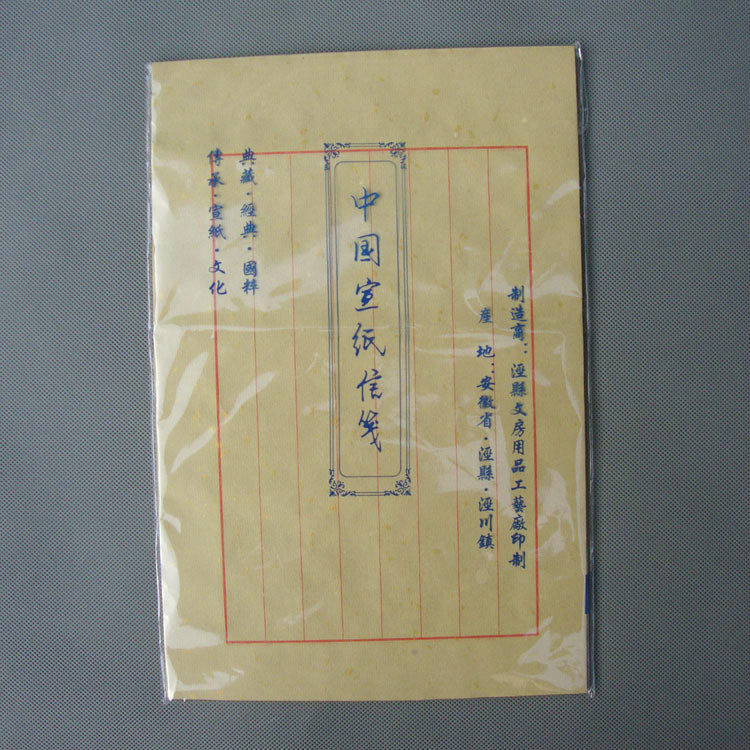 制造商：涇縣文房用品工藝廠印制
産地：安徽省·涇縣·涇川鎮
中国宣纸信笺
典藏·經典·國粹
傳承·宣紙·文化